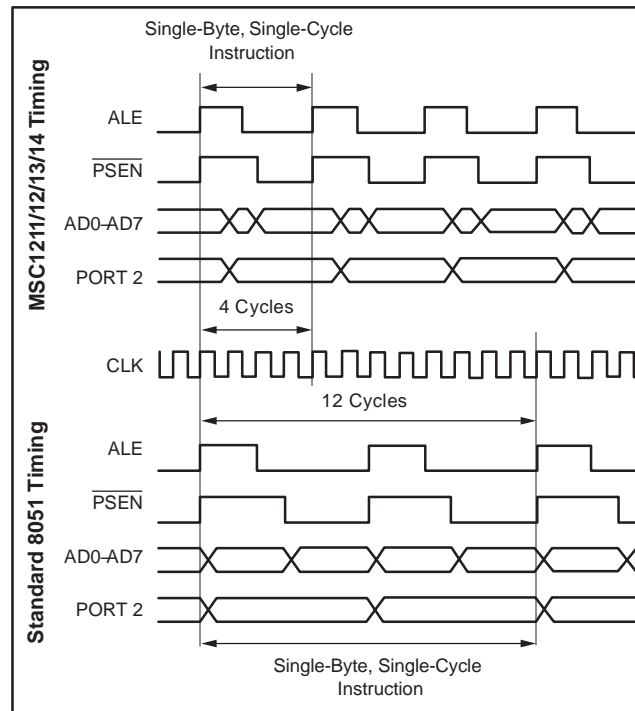 Single-Byte, Single-Cycle
Instruction
MSC1211/12/13/14 Timing
ALE
PSEN
AD0-AD7
PORT 2
4 Cycles
CLK
12 Cycles
Standard 8051 Timing
ALE
PSEN
AD0-AD7
PORT 2
Single-Byte, Single-Cycle
Instruction